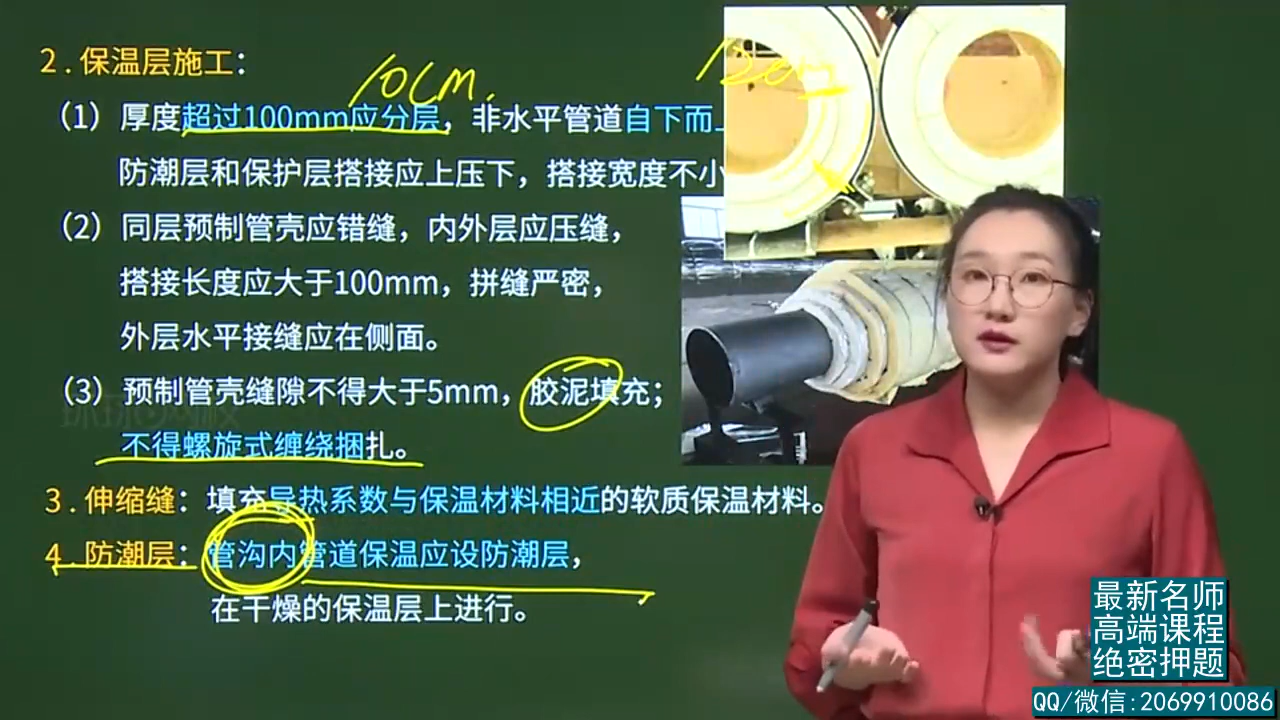 2.保温层施工：
10cm.
12cm
（1）厚度超过100mm应分层，非水平管道自下而上
防潮层和保护层搭接应上压下，搭接宽度不小
（2）同层预制管壳应错缝，内外层应压缝，
搭接长度应大于100mm，拼缝严密，
外层水平接缝应在侧面。
（3）预制管壳缝隙不得大于5mm，胶泥填充；
不得螺旋式缠绕捆扎。
3.伸缩缝：填充导热系数与保温材料相近的软质保温材料。
4.防潮层：管沟内管道保温应设防潮层，
在干燥的保温层上进行。
最新名师
高端课程
绝密押题
QQ/微信:2069910086